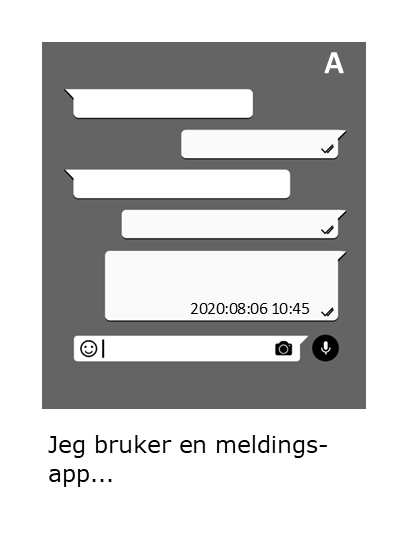 A
2020:08:06 10:45
Jeg bruker en meldings-
app...